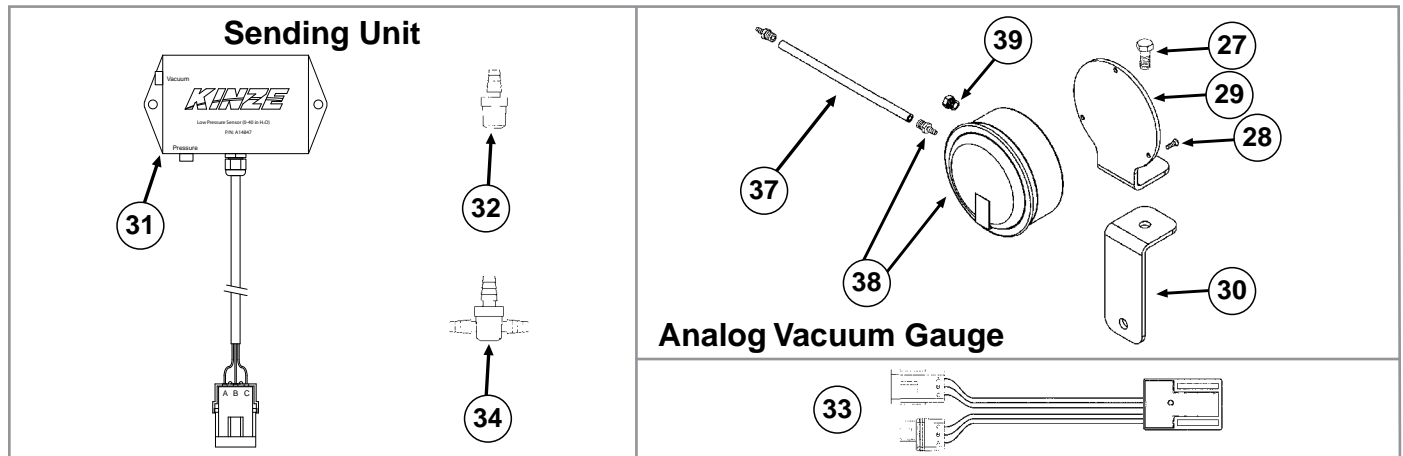 Sending Unit
Vacuum
KINZE
Low Pressure Sensor (0-40 in H2O)
P/N: A14847
Pressure
31
A B C
32
34
39
27
29
28
37
38
30
Analog Vacuum Gauge
33
A
B
C
C
B
A